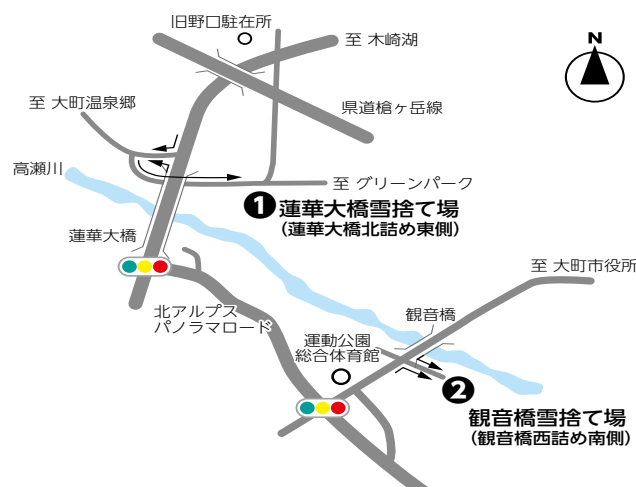 旧野口駐在所
至 木崎湖
N
至 大町温泉郷
県道槍ヶ岳線
高瀬川
至 グリーンパーク
❶ 蓮華大橋雪捨て場
(蓮華大橋北詰め東側)
蓮華大橋
至 大町市役所
北アルプス
パノラマロード
観音橋
運動公園
総合体育館
❷
観音橋雪捨て場
(観音橋西詰め南側)